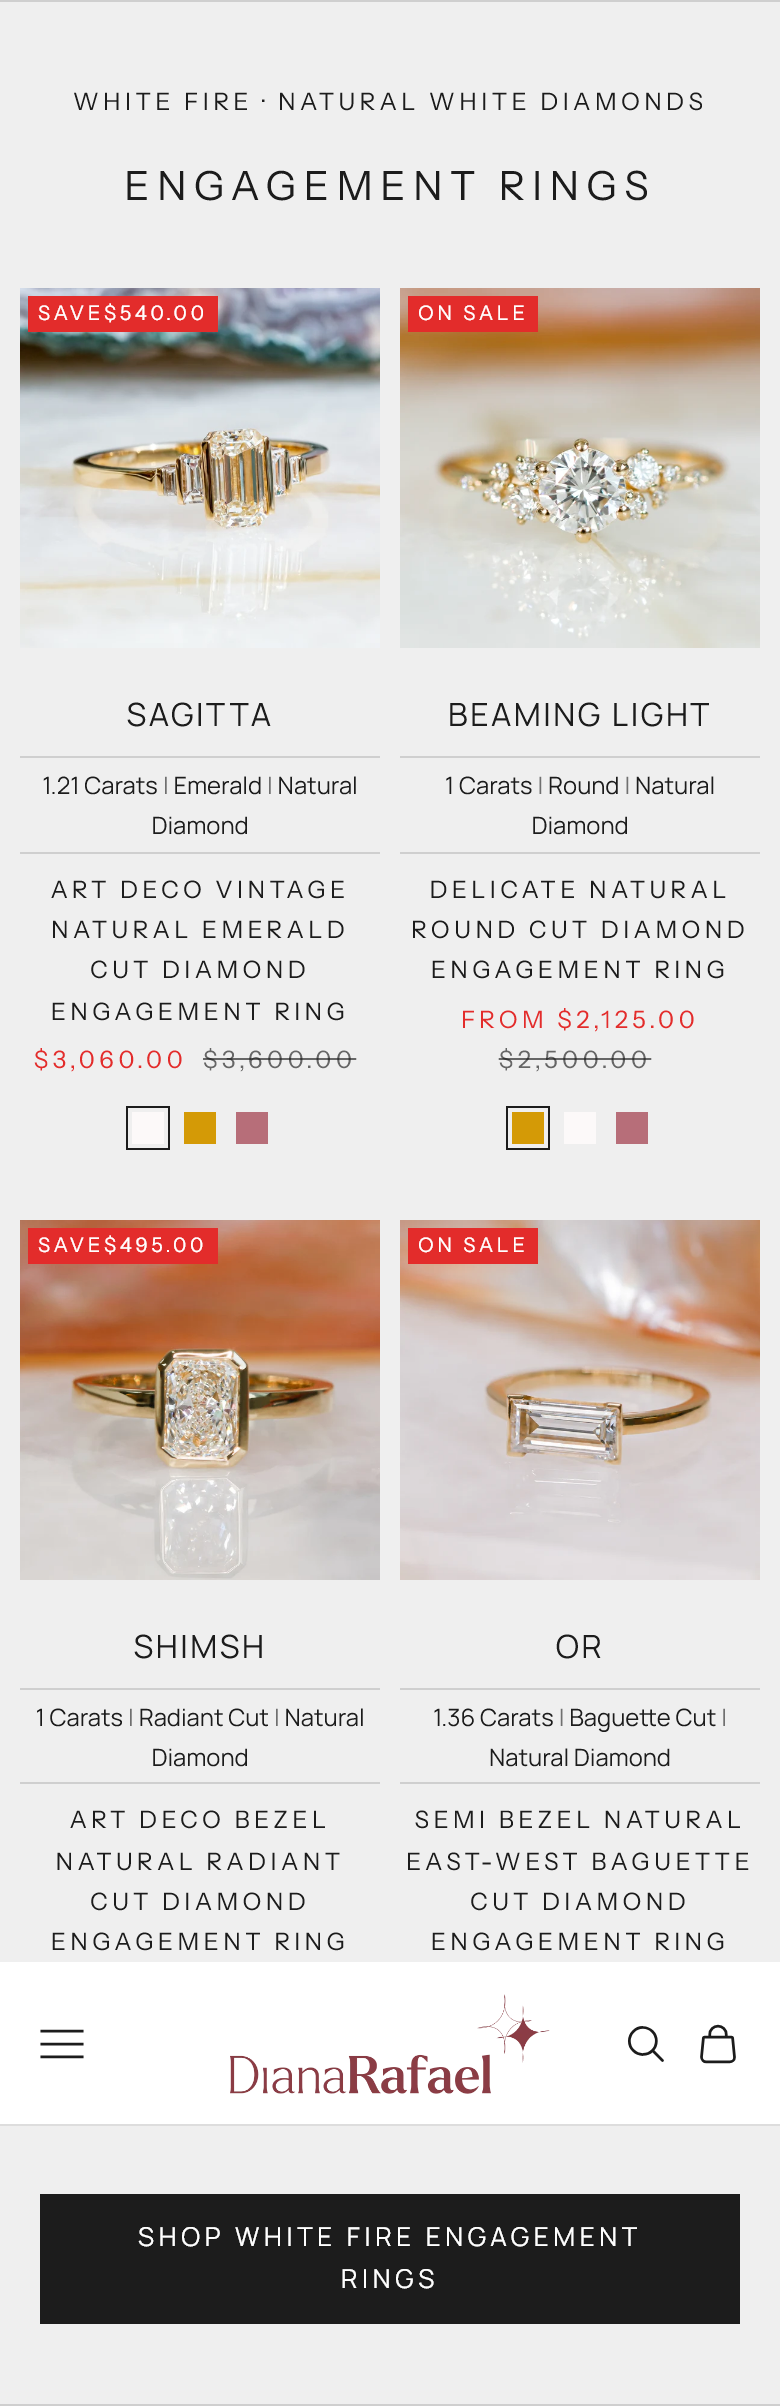 WHITE FIRE · NATURAL WHITE DIAMONDS
ENGAGEMENT RINGS
SAVE$540.00
ON SALE
SAGITTA
1.21 Carats | Emerald | Natural
Diamond
ART DECO VINTAGE
NATURAL EMERALD
CUT DIAMOND
ENGAGEMENT RING
$3,060.00 $3,600.00
BEAMING LIGHT
1 Carats | Round | Natural
Diamond
DELICATE NATURAL
ROUND CUT DIAMOND
ENGAGEMENT RING
FROM $2,125.00
$2,500.00
SAVE$495.00
ON SALE
SHIMSH
1 Carats | Radiant Cut | Natural
Diamond
ART DECO BEZEL
NATURAL RADIANT
CUT DIAMOND
ENGAGEMENT RING
OR
1.36 Carats | Baguette Cut |
Natural Diamond
SEMI BEZEL NATURAL
EAST-WEST BAGUETTE
CUT DIAMOND
ENGAGEMENT RING
DianaRafael
SHOP WHITE FIRE ENGAGEMENT
RINGS